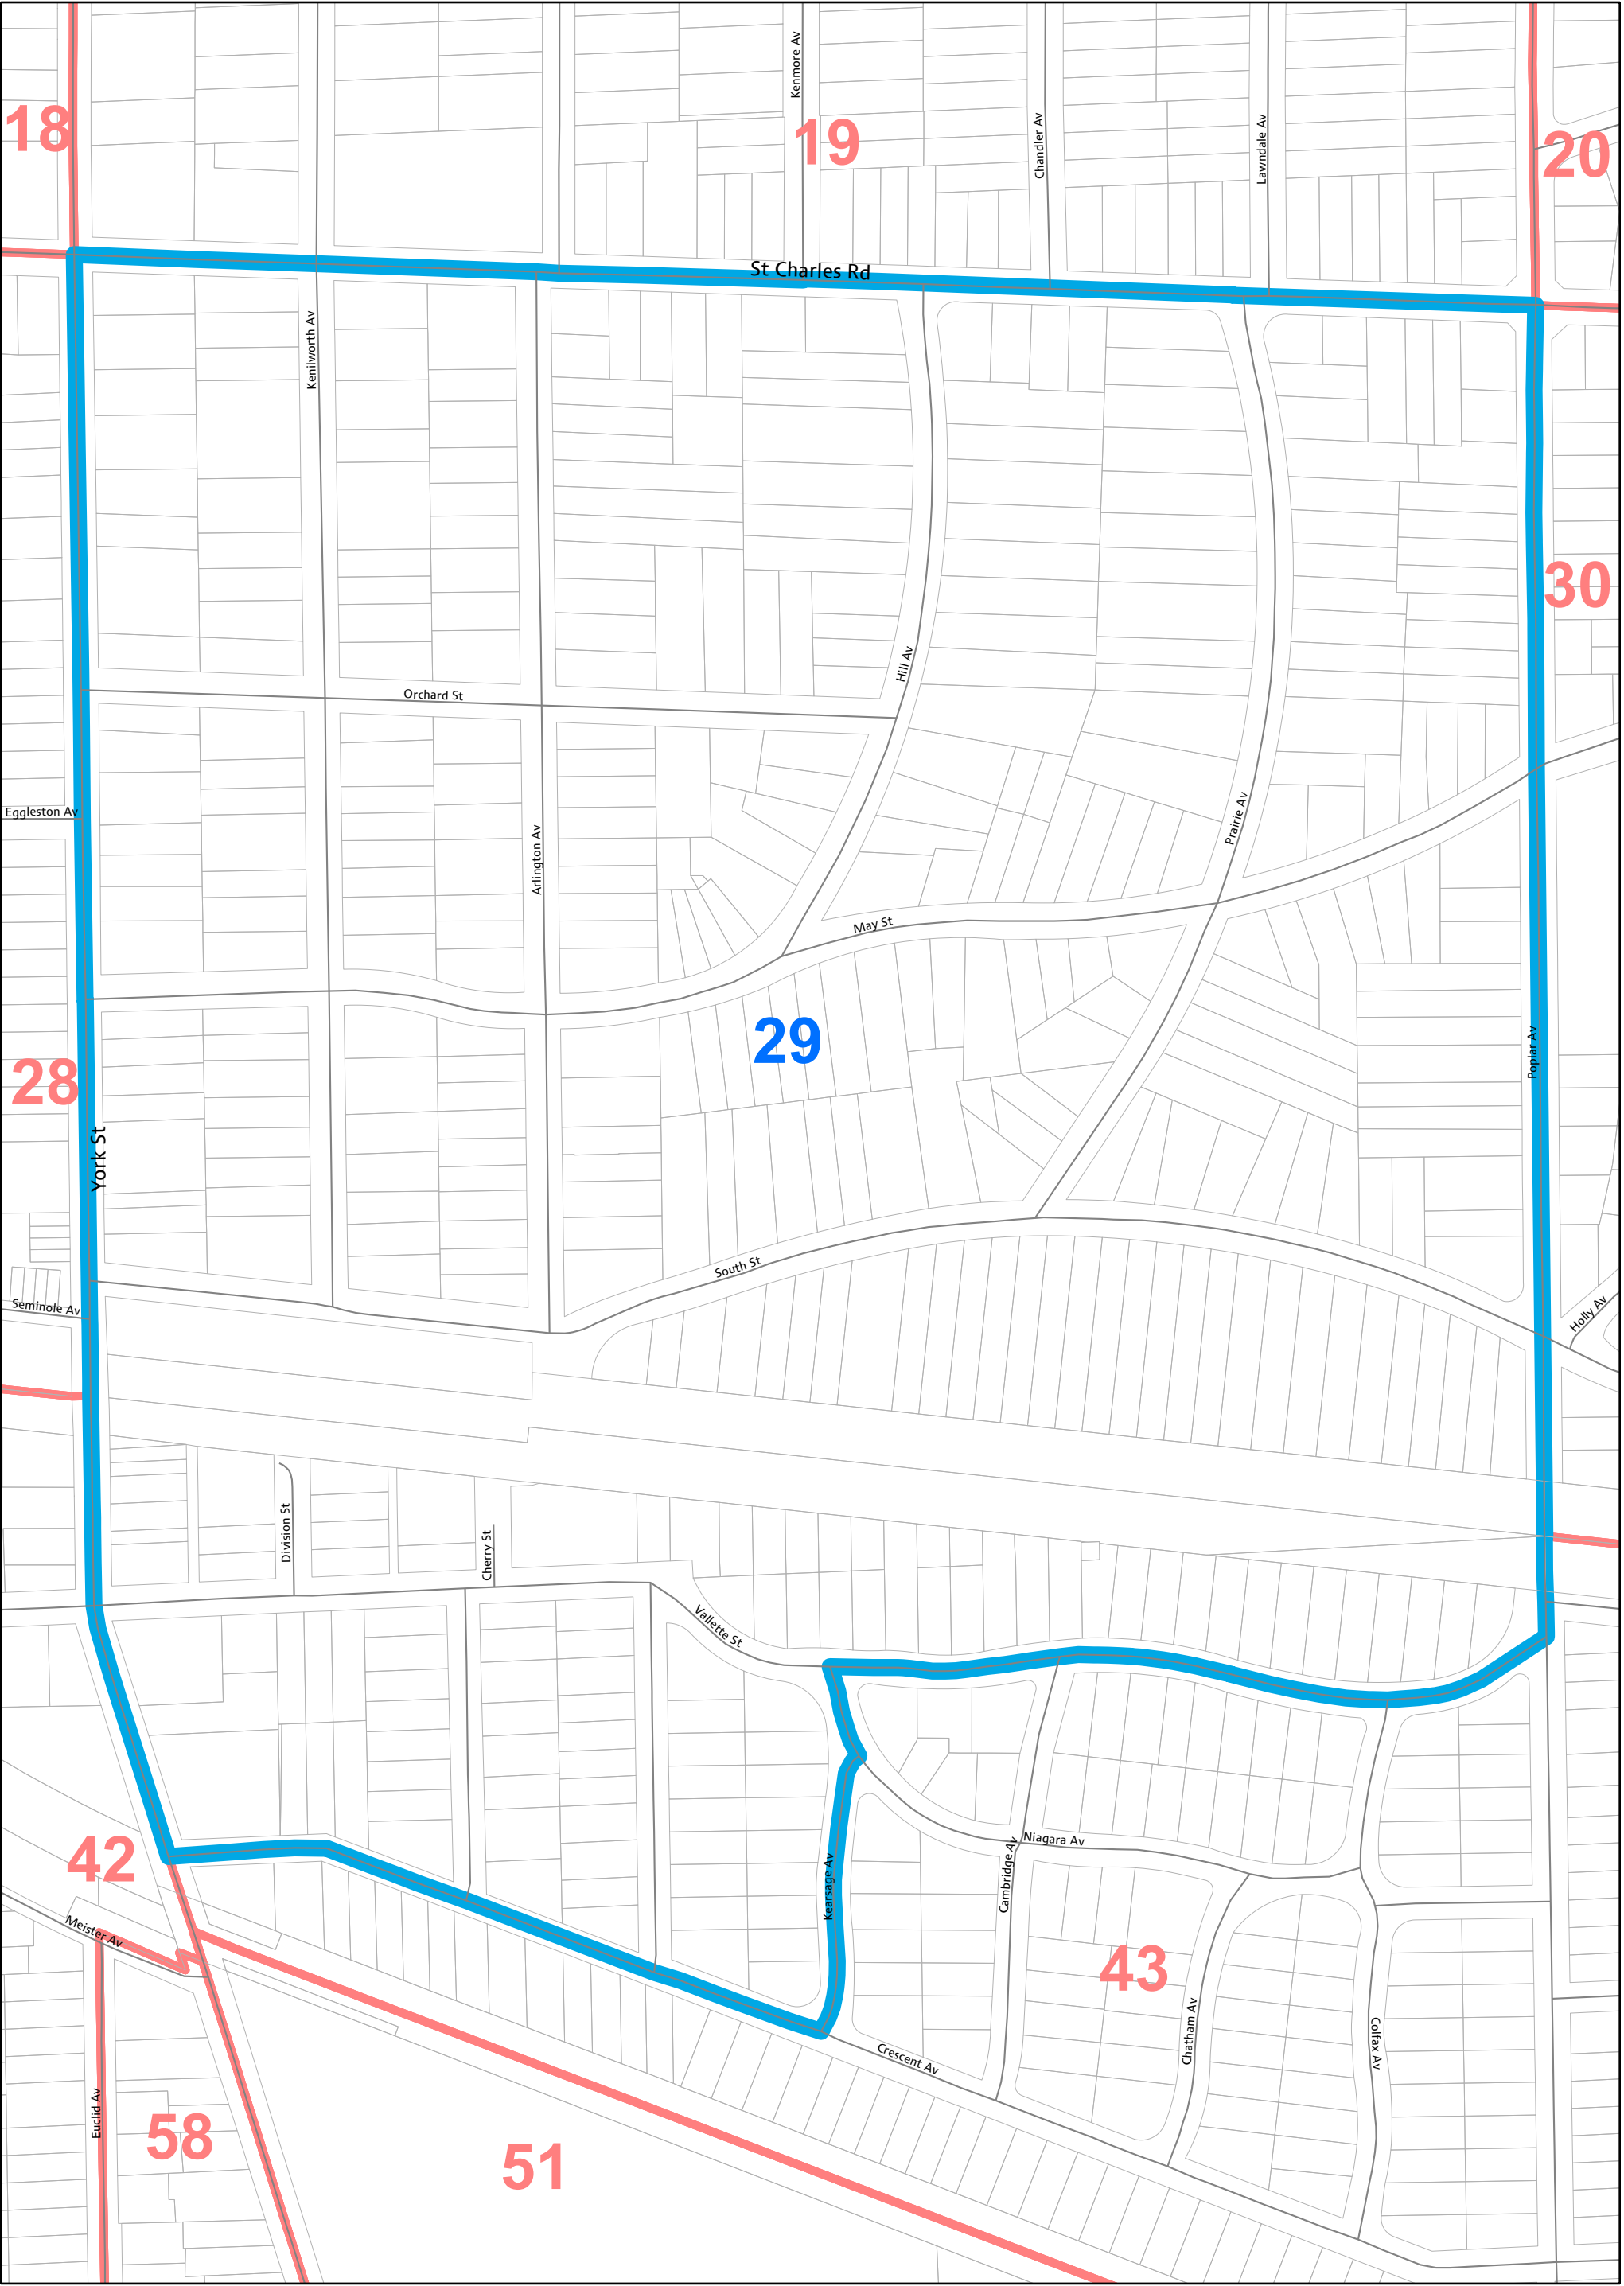 Kenmore Av
18
19
Chandler Av
Lawndale Av
20
St Charles Rd
Kenilworth Av
30
Hill Av
Orchard St
Eggleston Av
Arlington Av
Prairie Av
May St
29
Poplar Av
28
York St
South St
Seminole Av
Holly Av
Division St
Cherry St
Vallette St
Niagara Av
42
Kearsage Av
Cambridge Av
Meister Av
43
Chatham Av
Colfax Av
Crescent Av
Euclid Av
58
51